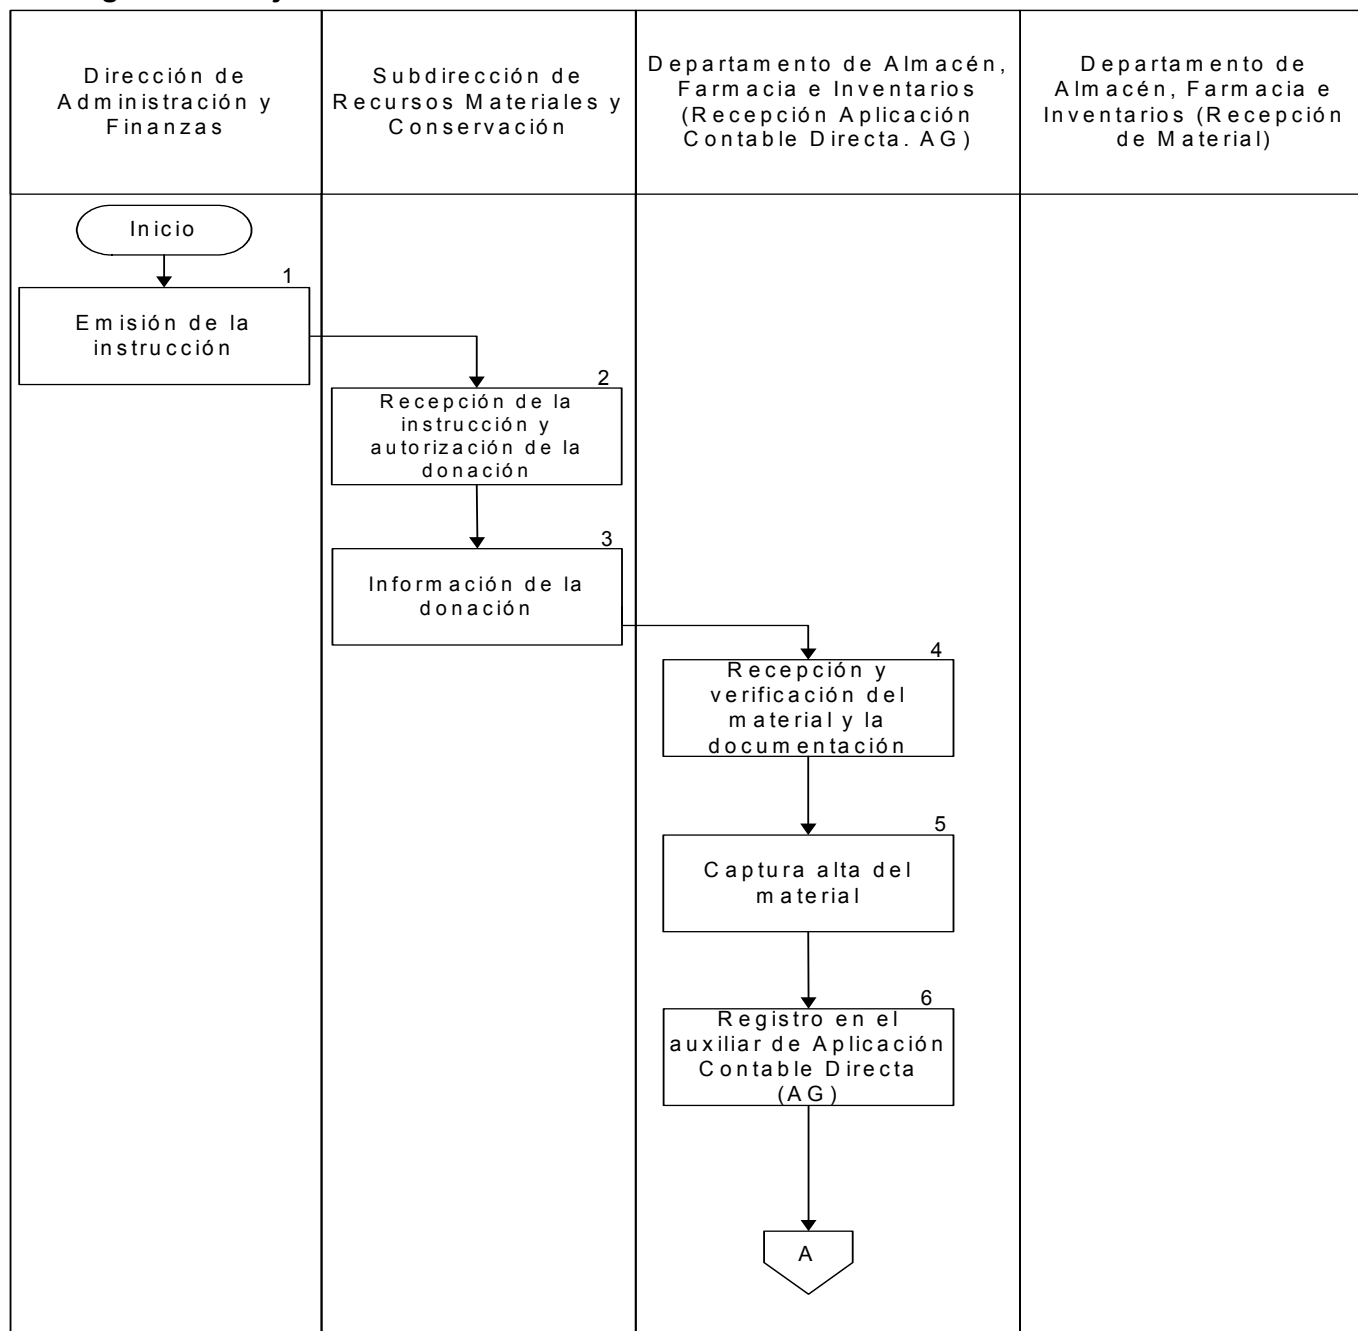 Dirección de
Administración y
Finanzas
Subdirección de
Recursos Materiales y
Conservación
Departamento de Almacén,
Farmacia e Inventarios
(Recepción Aplicación
Contable Directa. AG)
Departamento de
Almacén, Farmacia e
Inventarios (Recepción
de Material)
Inicio
1
Emisión de la
instrucción
2
Recepción de la
instrucción y
autorización de la
donación
3
Información de la
donación
4
Recepción y
verificación del
material y la
documentación
5
Captura alta del
material
6
Registro en el
auxiliar de Aplicación
Contable Directa
(AG)
A